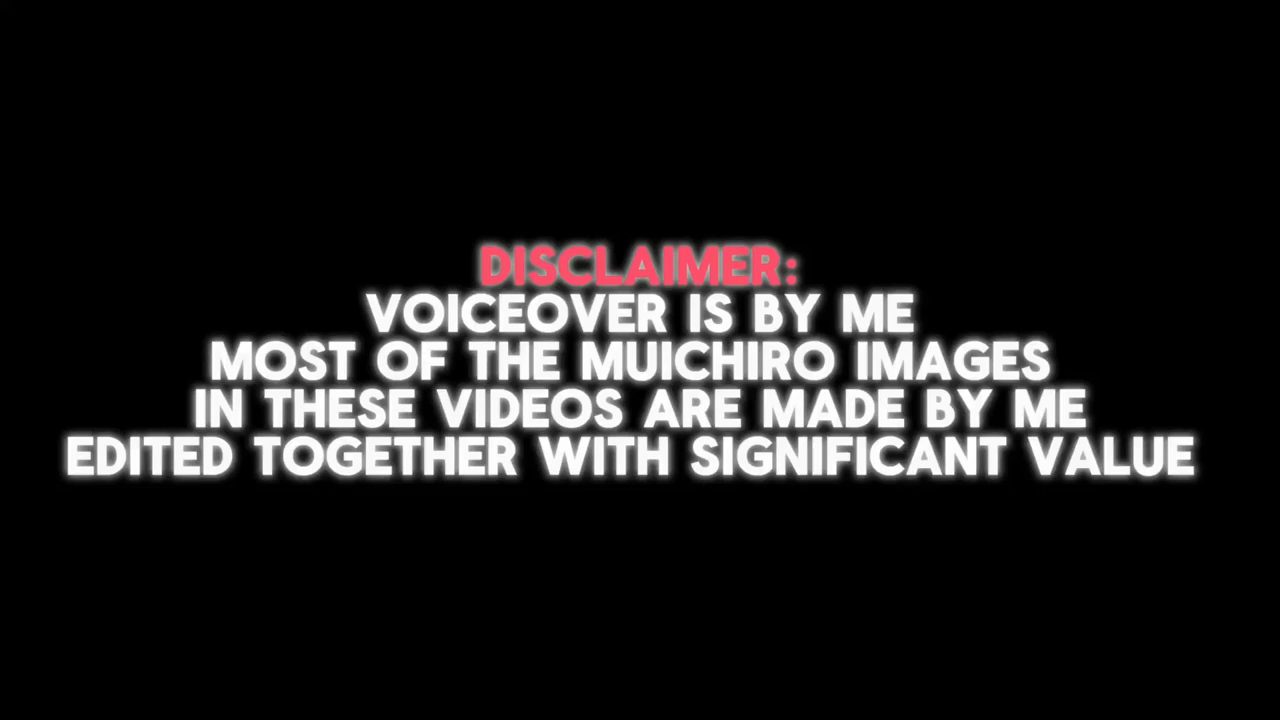 DISCLAIMER:
VOICEOVER IS BY ME
MOST OF THE MUICHIRO IMAGES
IN THESE VIDEOS ARE MADE BY ME
EDITED TOGETHER WITH SIGNIFICANT VALUE